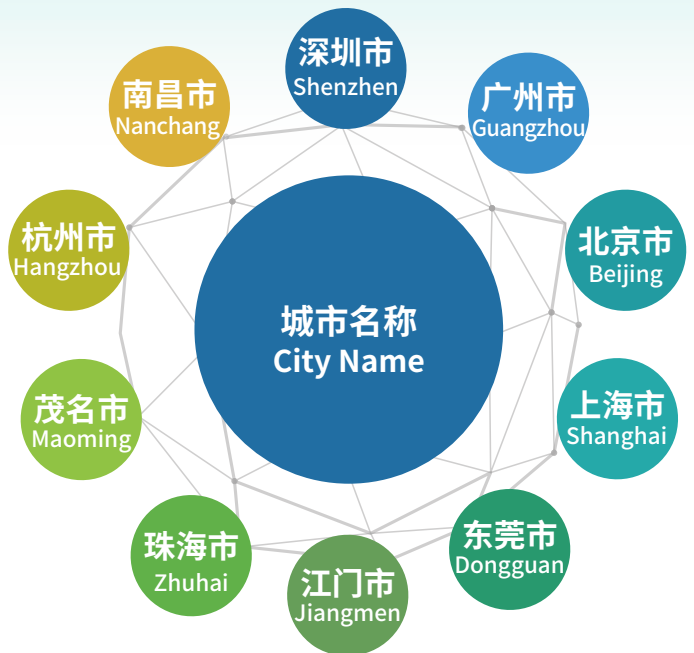 深圳市
Shenzhen
广州市
Guangzhou
北京市
Beijing
上海市
Shanghai
东莞市
Dongguan
江门市
Jiangmen
珠海市
Zhuhai
茂名市
Maoming
杭州市
Hangzhou
南昌市
Nanchang
城市名称
City Name